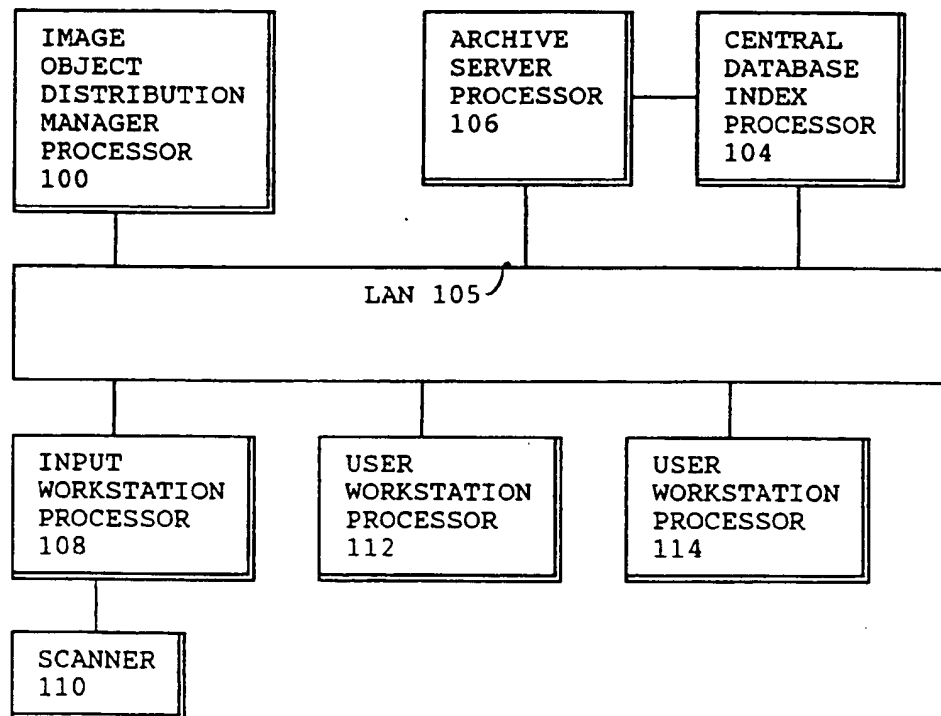 IMAGE
OBJECT
DISTRIBUTION
MANAGER
PROCESSOR
100
ARCHIVE
SERVER
PROCESSOR
106
CENTRAL
DATABASE
INDEX
PROCESSOR
104
LAN 105
INPUT
WORKSTATION
PROCESSOR
108
USER
WORKSTATION
PROCESSOR
112
USER
WORKSTATION
PROCESSOR
114
SCANNER
110